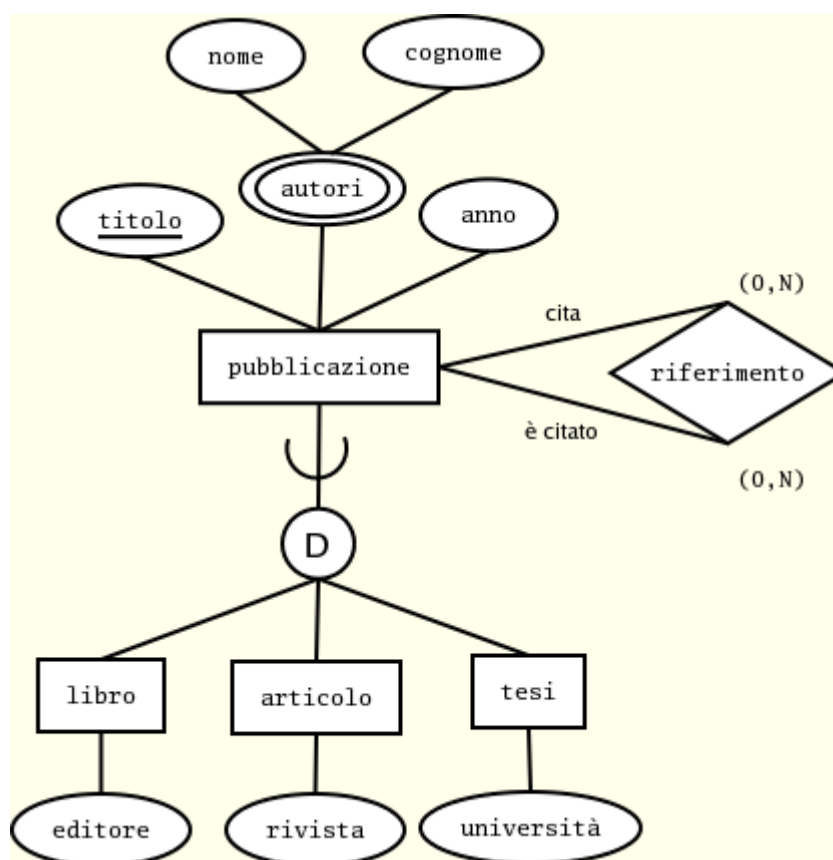 nome
cognome
autori
titolo
anno
(0,N)
cita
pubblicazione
riferimento
è citato
(0,N)
D
libro
articolo
tesi
editore
rivista
università